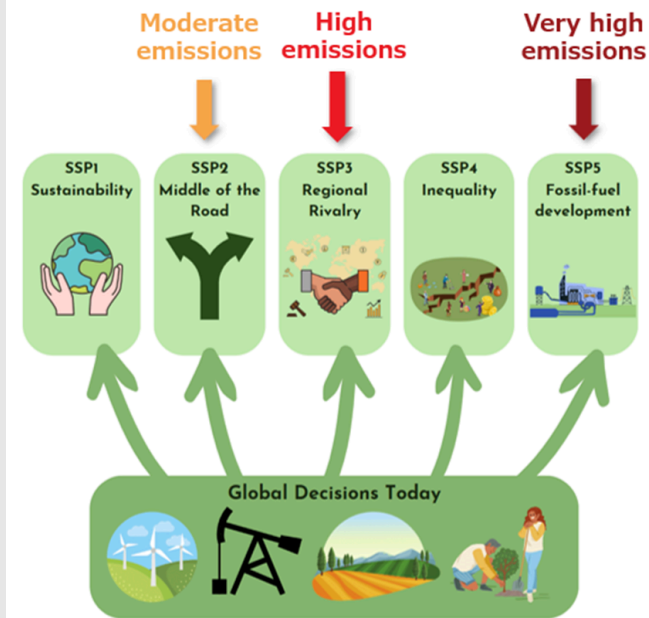 Moderate
emissions
High
emissions
Very high
emissions
SSP1
Sustainability
SSP2
Middle of the
Road
SSP3
Regional
Rivalry
SSP4
Inequality
SSP5
Fossil-fuel
development
Global Decisions Today